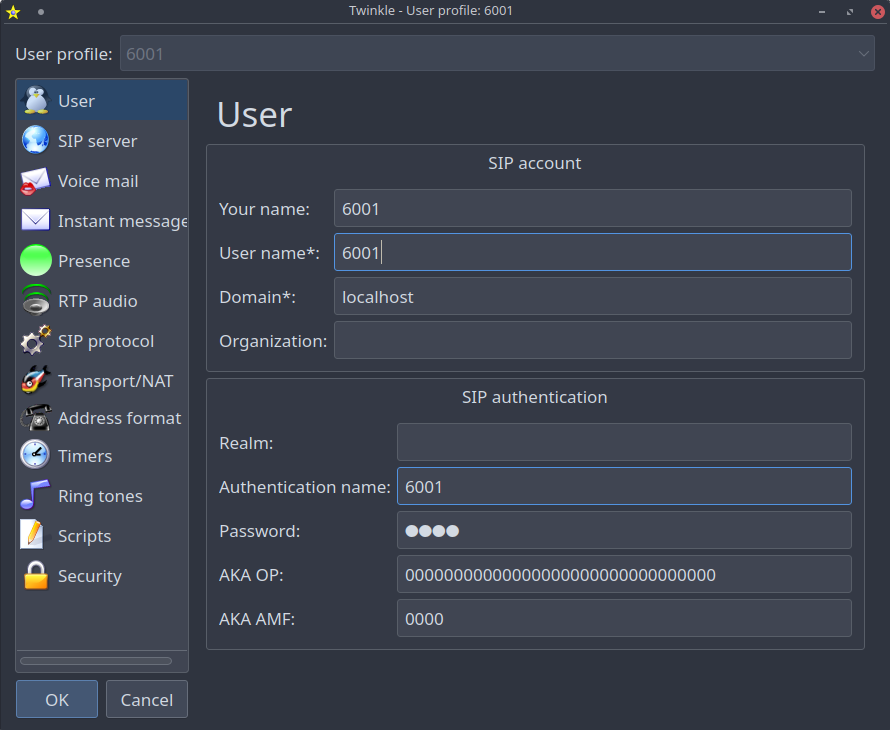 Twinkle - User profile: 6001
User profile: 6001
User
SIP server
Voice mail
Instant message
Presence
RTP audio
SIP protocol
Transport/NAT
Address format
Timers
Ring tones
Scripts
Security
OK
Cancel
User
SIP account
Your name: 6001
User name*: 6001
Domain*: localhost
Organization:
SIP authentication
Realm:
Authentication name: 6001
Password: ●●●●
AKA OP: 00000000000000000000000000000000
AKA AMF: 0000